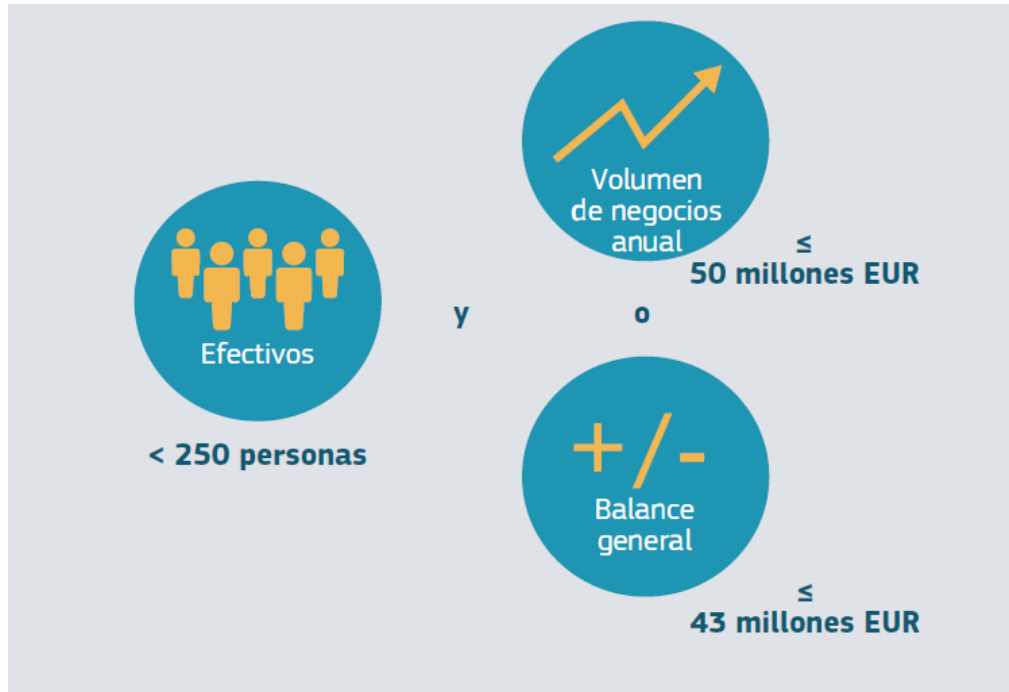 Efectivos
< 250 personas
y
Volumen
de negocios
anual
≤
50 millones EUR
o
+/-
Balance
general
≤
43 millones EUR